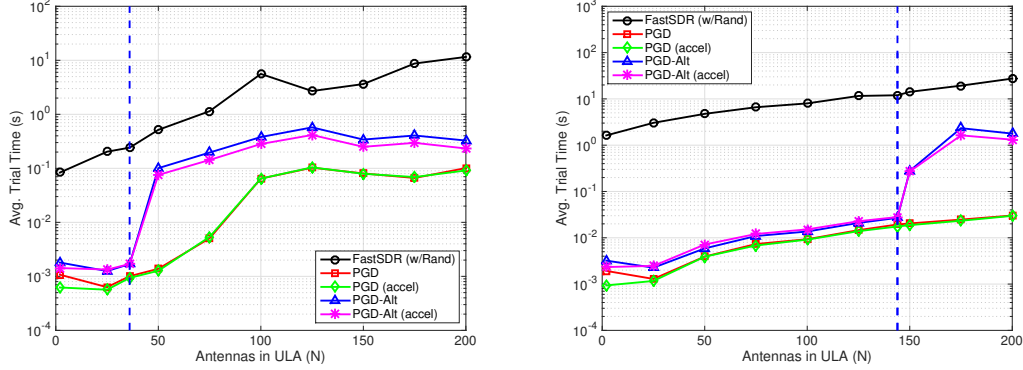 10^2
10^1
10^0
10^-1
10^-2
10^-3
10^-4
Avg. Trial Time (s)
0 50 100 150 200
Antennas in ULA (N)
FastSDR (w/Rand)
PGD
PGD (accel)
PGD-Alt
PGD-Alt (accel)
10^3
10^2
10^1
10^0
10^-1
10^-2
10^-3
10^-4
Avg. Trial Time (s)
0 50 100 150 200
Antennas in ULA (N)
FastSDR (w/Rand)
PGD
PGD (accel)
PGD-Alt
PGD-Alt (accel)